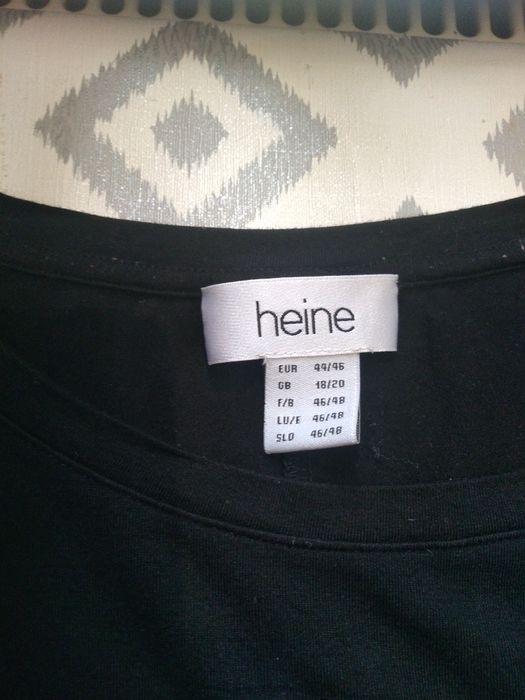 heine
EUR 44/46
GB 18/20
F/B 46/48
LU/E 46/48
SLO 46/48